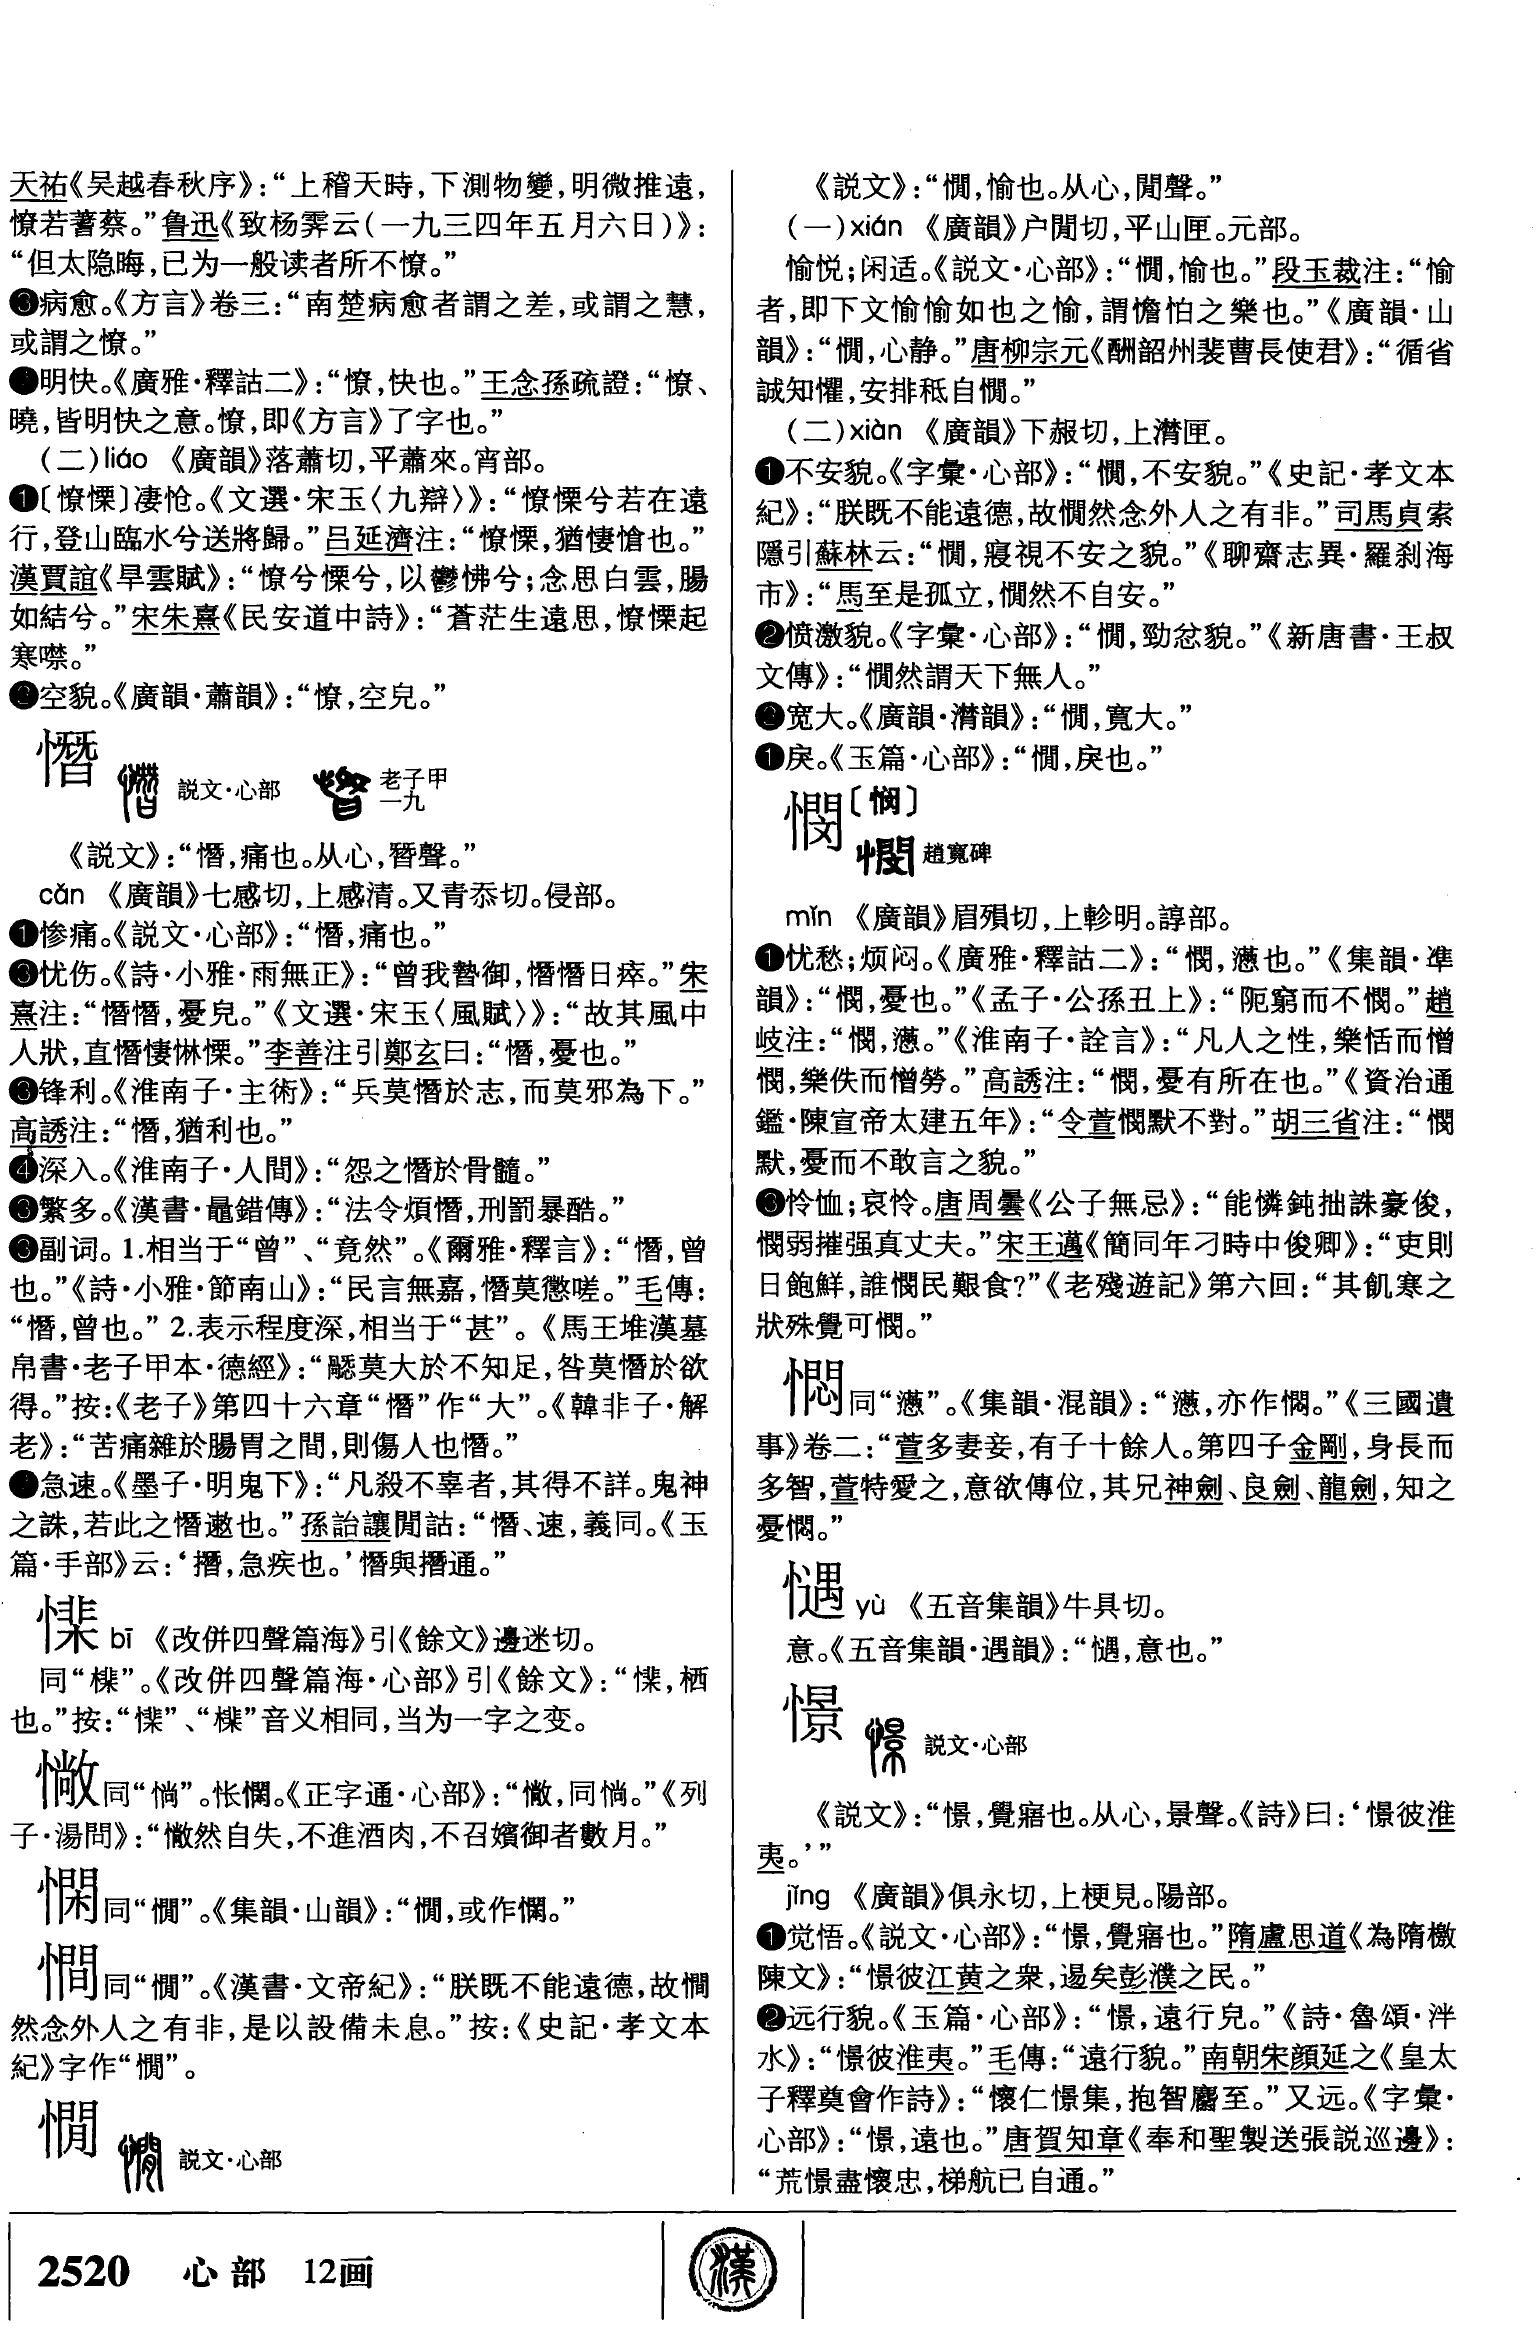 天祐《吴越春秋序》：“上稽天時，下測物變，明微推遠，
憭若蓍蔡。”鲁迅《致杨霁云（一九三四年五月六日）》：
“但太隐晦，已为一般读者所不憭。”
❸病愈。《方言》卷三：“南楚病愈者謂之差，或謂之慧，
或謂之憭。”
明快。《廣雅·釋詁二》：“憭，快也。”王念孫疏證：“憭、
曉，皆明快之意。憭，即《方言》了字也。”
（二）liáo 《廣韻》落蕭切，平蕭來。宵部。
❶〔憭慄〕凄怆。《文選·宋玉〈九辯〉》：“憭慄兮若在遠
行，登山臨水兮送將歸。”吕延濟注：“憭慄，猶悽愴也。”
漢賈誼《旱雲賦》：“憭兮慄兮，以鬱怫兮；念思白雲，腸
如結兮。”宋朱熹《民安道中詩》：“蒼茫生遠思，憭慄起
寒噤。”
❷空貌。《廣韻·蕭韻》：“憭，空皃。”
憯 説文·心部 老子甲
一九
《説文》：“憯，痛也。从心，朁聲。”
cǎn 《廣韻》七感切，上感清。又青忝切。侵部。
❶惨痛。《説文·心部》：“憯，痛也。”
❸忧伤。《詩·小雅·雨無正》：“曾我暬御，憯憯日瘁。”朱
熹注：“憯憯，憂皃。”《文選·宋玉〈風賦〉》：“故其風中
人狀，直憯悽惏慄。”李善注引鄭玄曰：“憯，憂也。”
❸锋利。《淮南子·主術》：“兵莫憯於志，而莫邪為下。”
高誘注：“憯，猶利也。”
❹深入。《淮南子·人間》：“怨之憯於骨髓。”
❸繁多。《漢書·鼂錯傳》：“法令煩憯，刑罰暴酷。”
❸副词。1.相当于“曾”、“竟然”。《爾雅·釋言》：“憯，曾
也。”《詩·小雅·節南山》：“民言無嘉，憯莫懲嗟。”毛傳：
“憯，曾也。” 2.表示程度深，相当于“甚”。《馬王堆漢墓
帛書·老子甲本·德經》：“莫大於不知足，咎莫憯於欲
得。”按：《老子》第四十六章“憯”作“大”。《韓非子·解
老》：“苦痛雜於腸胃之間，則傷人也憯。”
急速。《墨子·明鬼下》：“凡殺不辜者，其得不詳。鬼神
之誅，若此之憯遬也。”孫詒讓閒詁：“憯、速，義同。《玉
篇·手部》云：‘撍，急疾也。’憯與撍通。”
bī 《改併四聲篇海》引《餘文》邊迷切。
同“”。《改併四聲篇海·心部》引《餘文》：“，栖
也。”按：“”、“”音义相同，当为一字之变。
憿同“惝”。怅惘。《正字通·心部》：“，同惝。”《列
子·湯問》：“然自失，不進酒肉，不召嬪御者數月。”
憪同“憪”。《集韻·山韻》：“憪，或作。”
憪同“憪”。《漢書·文帝紀》：“朕既不能遠德，故憪
然念外人之有非，是以設備未息。”按：《史記·孝文本
紀》字作“憪”。
憪 説文·心部
《説文》：“憪，愉也。从心，閒聲。”
（一）xián 《廣韻》户閒切，平山匣。元部。
愉悦；闲适。《説文·心部》：“憪，愉也。”段玉裁注：“愉
者，即下文愉愉如也之愉，謂憺怕之樂也。”《廣韻·山
韻》：“憪，心静。”唐柳宗元《酬韶州裴曹長使君》：“循省
誠知懼，安排秖自憪。”
（二）xiàn 《廣韻》下赧切，上潸匣。
❶不安貌。《字彙·心部》：“憪，不安貌。”《史記·孝文本
紀》：“朕既不能遠德，故憪然念外人之有非。”司馬貞索
隱引蘇林云：“憪，寢視不安之貌。”《聊齋志異·羅刹海
市》：“馬至是孤立，憪然不自安。”
❷愤激貌。《字彙·心部》：“憪，勁忿貌。”《新唐書·王叔
文傳》：“憪然謂天下無人。”
❷宽大。《廣韻·潸韻》：“憪，寬大。”
❶戾。《玉篇·心部》：“憪，戾也。”
憫〔悯〕 趙寬碑
mǐn 《廣韻》眉殞切，上軫明。諄部。
❶忧愁；烦闷。《廣雅·釋詁二》：“憫，懣也。”《集韻·準
韻》：“憫，憂也。”《孟子·公孫丑上》：“阨窮而不憫。”趙
岐注：“憫，懣。”《淮南子·詮言》：“凡人之性，樂恬而憎
憫，樂佚而憎勞。”高誘注：“憫，憂有所在也。”《資治通
鑑·陳宣帝太建五年》：“令萱憫默不對。”胡三省注：“憫
默，憂而不敢言之貌。”
❸怜恤；哀怜。唐周曇《公子無忌》：“能憐鈍拙誅豪俊，
憫弱摧强真丈夫。”宋王邁《簡同年刁時中俊卿》：“吏則
日飽鮮，誰憫民艱食？”《老殘遊記》第六回：“其飢寒之
狀殊覺可憫。”
同“懣”。《集韻·混韻》：“懣，亦作。”《三國遺
事》卷二：“萱多妻妾，有子十餘人。第四子金剛，身長而
多智，萱特愛之，意欲傳位，其兄神劍、良劍、龍劍，知之
憂。”
yù 《五音集韻》牛具切。
意。《五音集韻·遇韻》：“，意也。”
憬 説文·心部
《説文》：“憬，覺寤也。从心，景聲。《詩》曰：‘憬彼淮
夷。’”
jǐng 《廣韻》俱永切，上梗見。陽部。
❶觉悟。《説文·心部》：“憬，覺寤也。”隋盧思道《為隋檄
陳文》：“憬彼江黄之衆，逷矣彭濮之民。”
❷远行貌。《玉篇·心部》：“憬，遠行皃。”《詩·魯頌·泮
水》：“憬彼淮夷。”毛傳：“遠行貌。”南朝朱顔延之《皇太
子釋奠會作詩》：“懷仁憬集，抱智麕至。”又远。《字彙·
心部》：“憬，遠也。”唐賀知章《奉和聖製送張説巡邊》：
“荒憬盡懷忠，梯航已自通。”
2520 心部 12画
漢